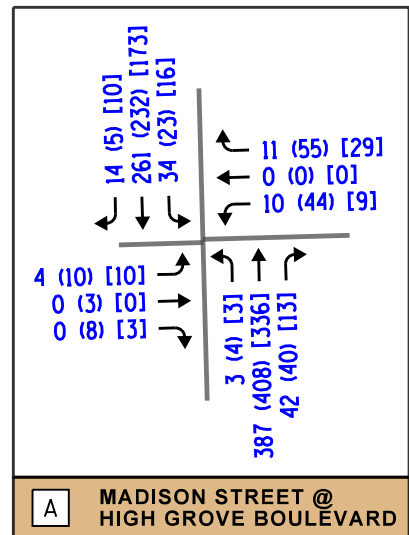 14 (5) [10]
261 (232) [173]
34 (23) [16]
11 (55) [29]
0 (0) [0]
10 (44) [9]
4 (10) [10]
0 (3) [0]
0 (8) [3]
3 (4) [3]
387 (408) [336]
42 (40) [13]
A
MADISON STREET @
HIGH GROVE BOULEVARD